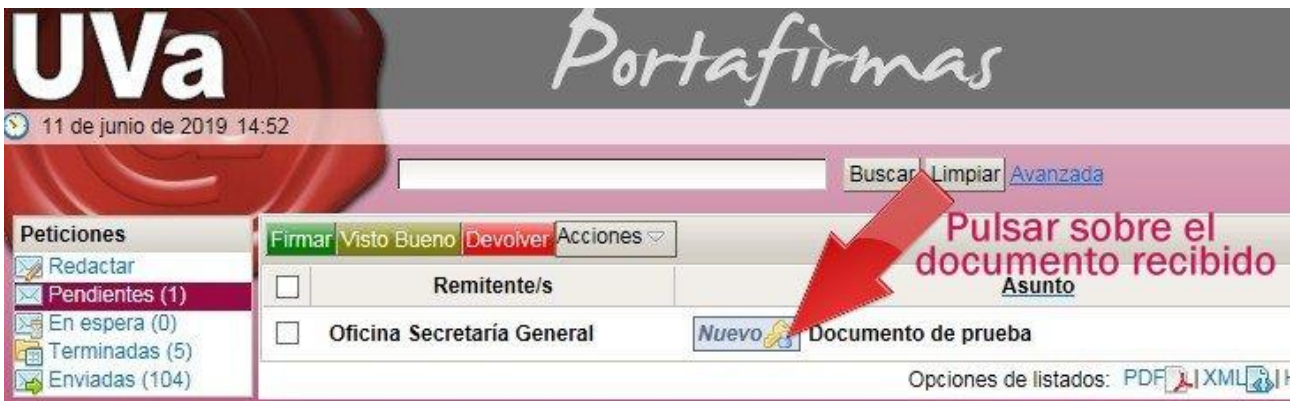 UVa
Portafirmas
11 de junio de 2019 14:52
Buscar Limpiar Avanzada
Peticiones
Redactar
Pendientes (1)
En espera (0)
Terminadas (5)
Enviadas (104)
Firmar Visto Bueno Devolver Acciones
Pulsar sobre el
documento recibido
Remitente/s Asunto
Oficina Secretaría General Nuevo Documento de prueba
Opciones de listados: PDF | XML |